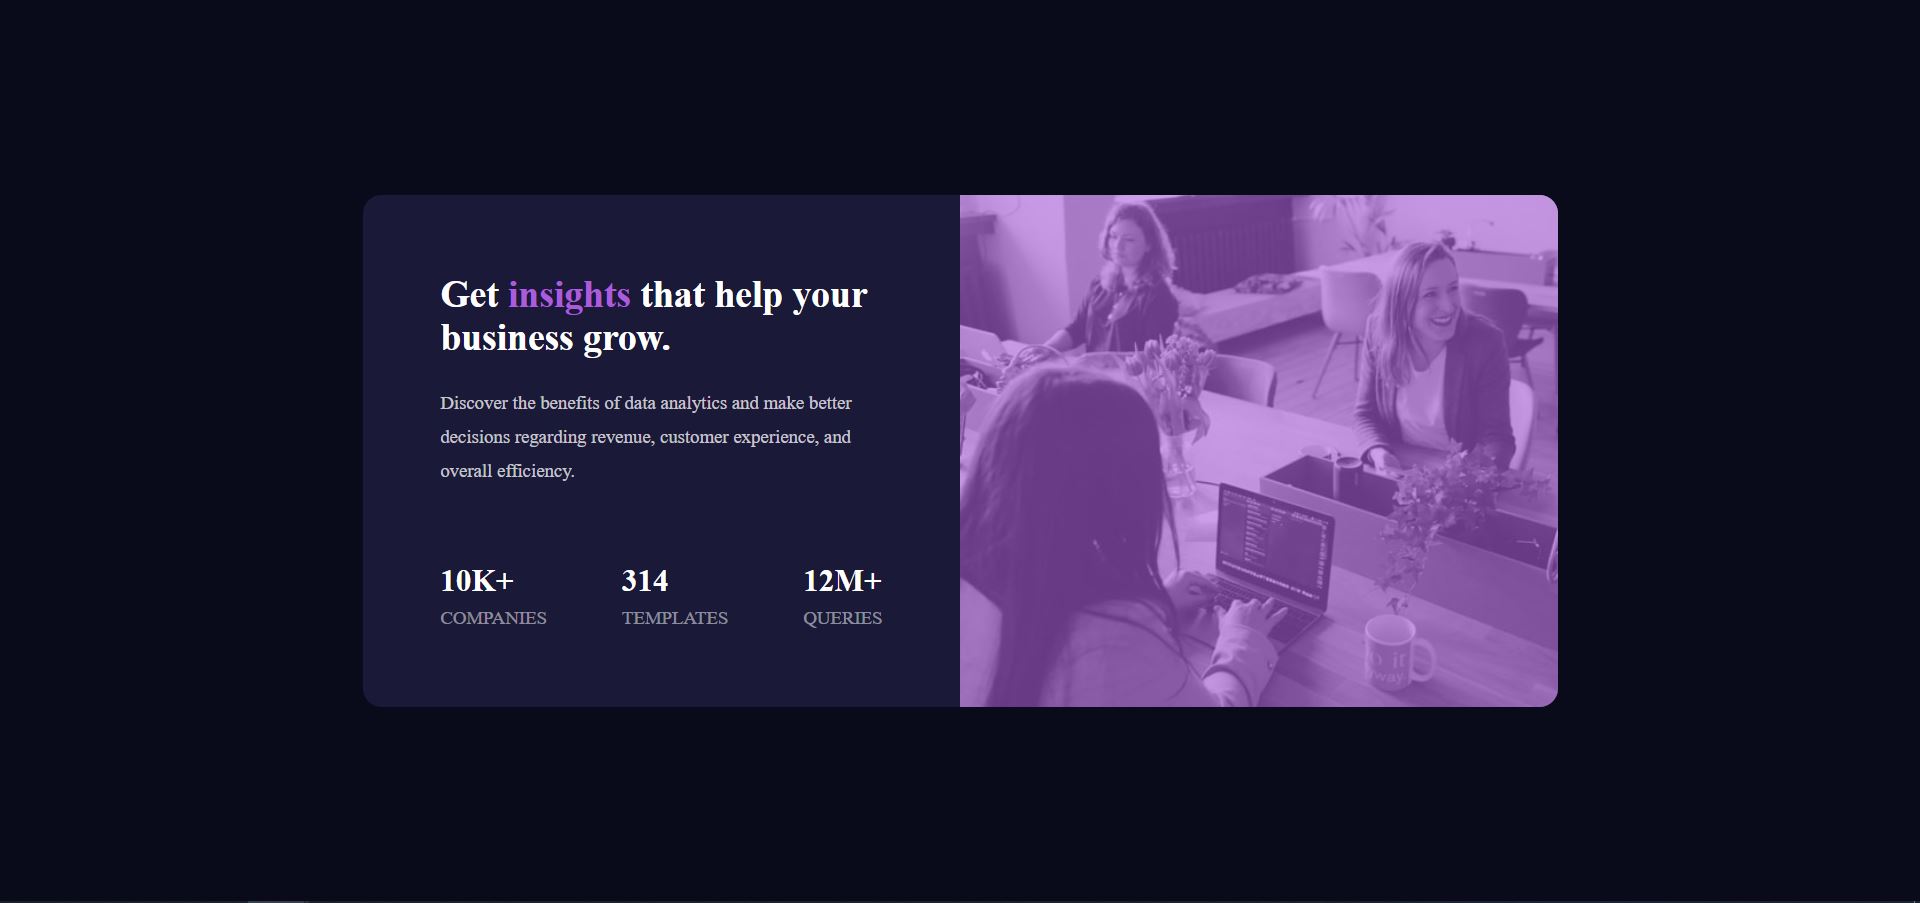 Get insights that help your
business grow.
Discover the benefits of data analytics and make better
decisions regarding revenue, customer experience, and
overall efficiency.
10K+ 314 12M+
COMPANIES TEMPLATES QUERIES